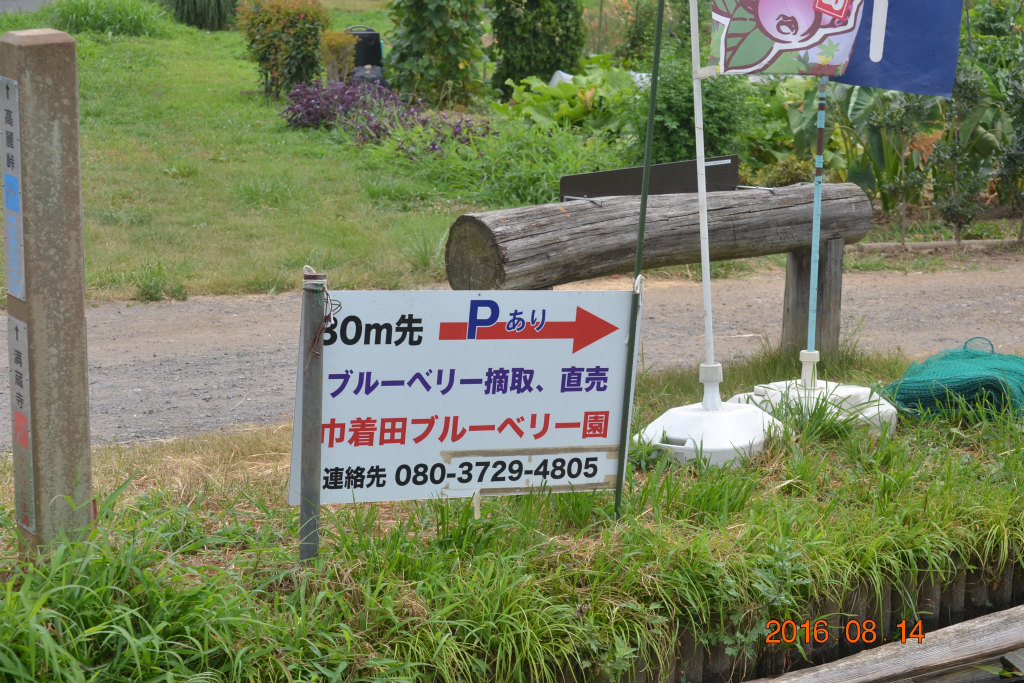 ↑高麗峠
↑満蔵寺
30m先 Pあり
ブルーベリー摘取、直売
巾着田ブルーベリー園
連絡先 080-3729-4805
2016 08 14